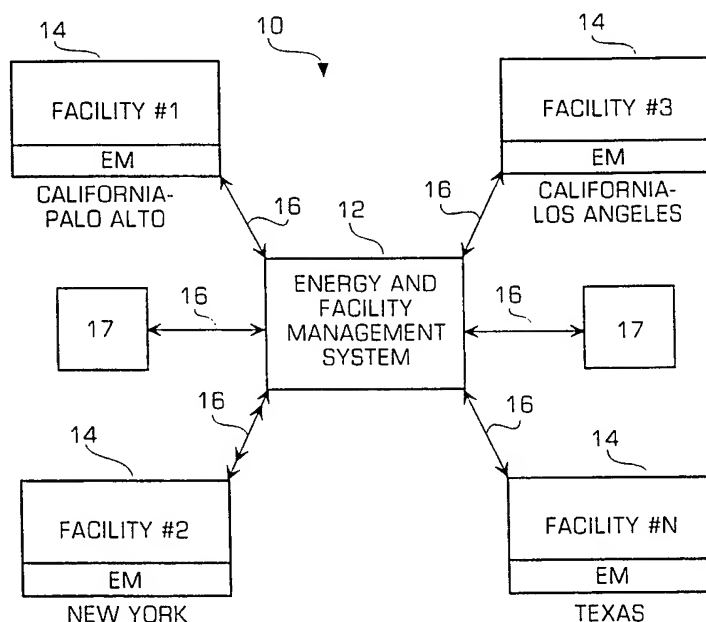 14
10
14
FACILITY #1
EM
CALIFORNIA-
PALO ALTO
FACILITY #3
EM
CALIFORNIA-
LOS ANGELES
16
12
16
ENERGY AND
FACILITY
MANAGEMENT
SYSTEM
17
16
16
17
16
16
14
14
FACILITY #2
EM
NEW YORK
FACILITY #N
EM
TEXAS